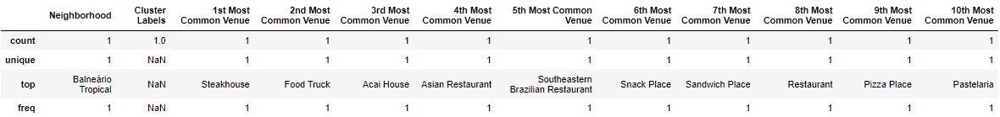 Neighborhood Cluster Labels 1st Most Common Venue 2nd Most Common Venue 3rd Most Common Venue 4th Most Common Venue 5th Most Common Venue 6th Most Common Venue 7th Most Common Venue 8th Most Common Venue 9th Most Common Venue 10th Most Common Venue
count 1 1.0 1 1 1 1 1 1 1 1 1 1
unique 1 NaN 1 1 1 1 1 1 1 1 1 1
top Balneário Tropical NaN Steakhouse Food Truck Acai House Asian Restaurant Southeastern Brazilian Restaurant Snack Place Sandwich Place Restaurant Pizza Place Pastelaria
freq 1 NaN 1 1 1 1 1 1 1 1 1 1